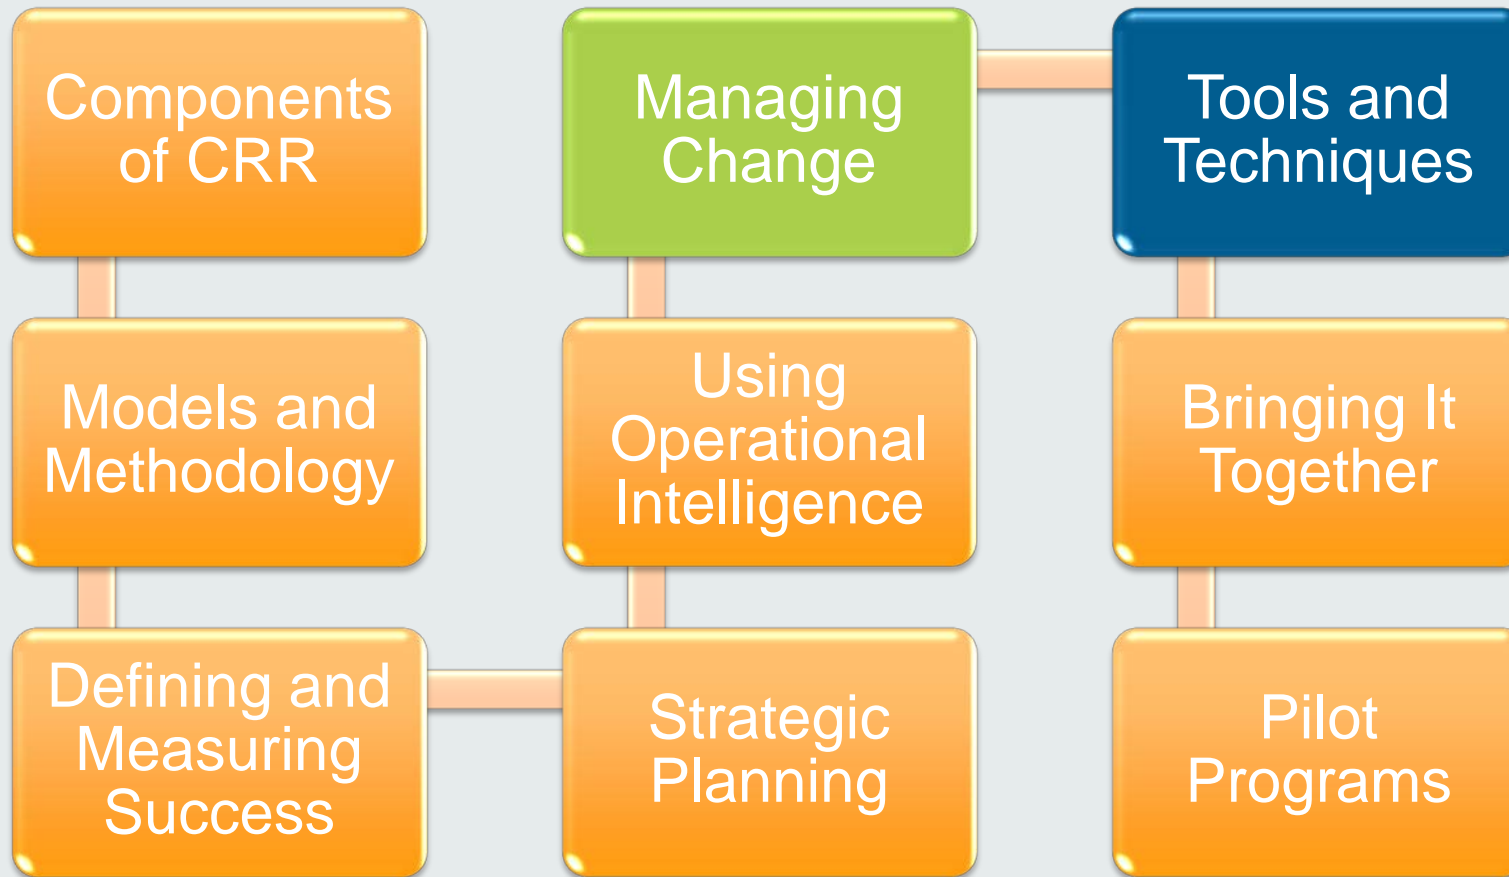 Components
of CRR
Models and
Methodology
Defining and
Measuring
Success
Strategic
Planning
Using
Operational
Intelligence
Managing
Change
Tools and
Techniques
Bringing It
Together
Pilot
Programs